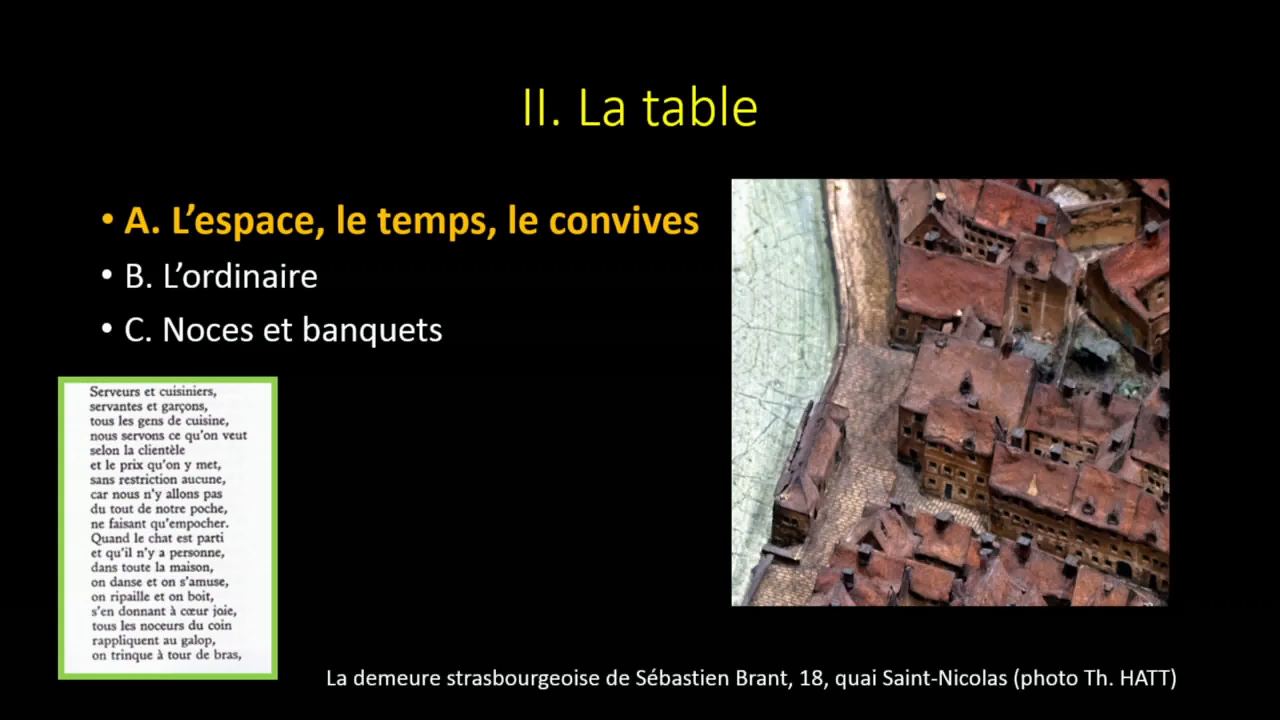 II. La table
• A. L’espace, le temps, le convives
• B. L’ordinaire
• C. Noces et banquets
Serveurs et cuisiniers,
servantes et garçons,
tous les gens de cuisine,
nous servons ce qu'on veut
selon la clientèle
et le prix qu'on y met,
sans restriction aucune,
car nous n'y allons pas
du tout de notre poche,
ne faisant qu'empocher.
Quand le chat est parti
et qu'il n'y a personne,
dans toute la maison,
on danse et on s'amuse,
on ripaille et on boit,
s'en donnant à cœur joie,
tous les noceurs du coin
rappliquent au galop,
on trinque à tour de bras,
La demeure strasbourgeoise de Sébastien Brant, 18, quai Saint-Nicolas (photo Th. HATT)